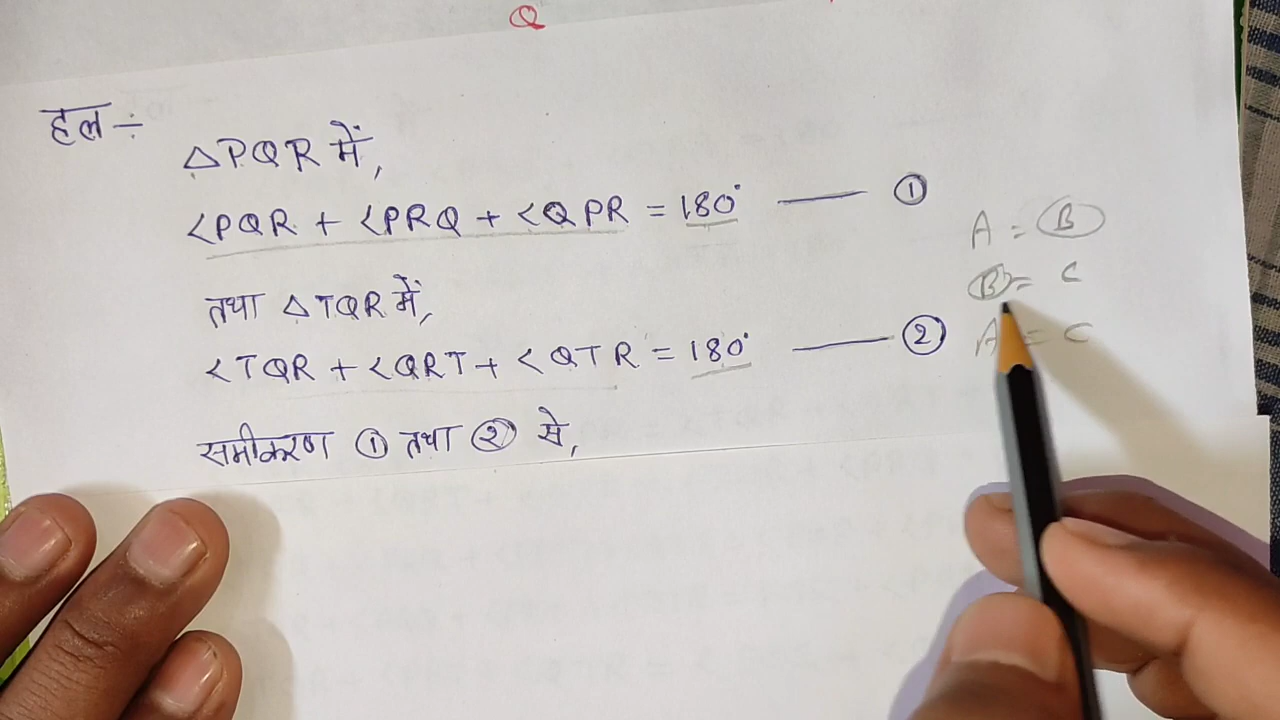 Q
हल ÷
△PQR में,
<PQR + <PRQ + <QPR = 180° —— ①
A = B
तथा △TQR में,
B = C
<TQR + <QRT + <QTR = 180° —— ②
A = C
समीकरण ① तथा ② से,